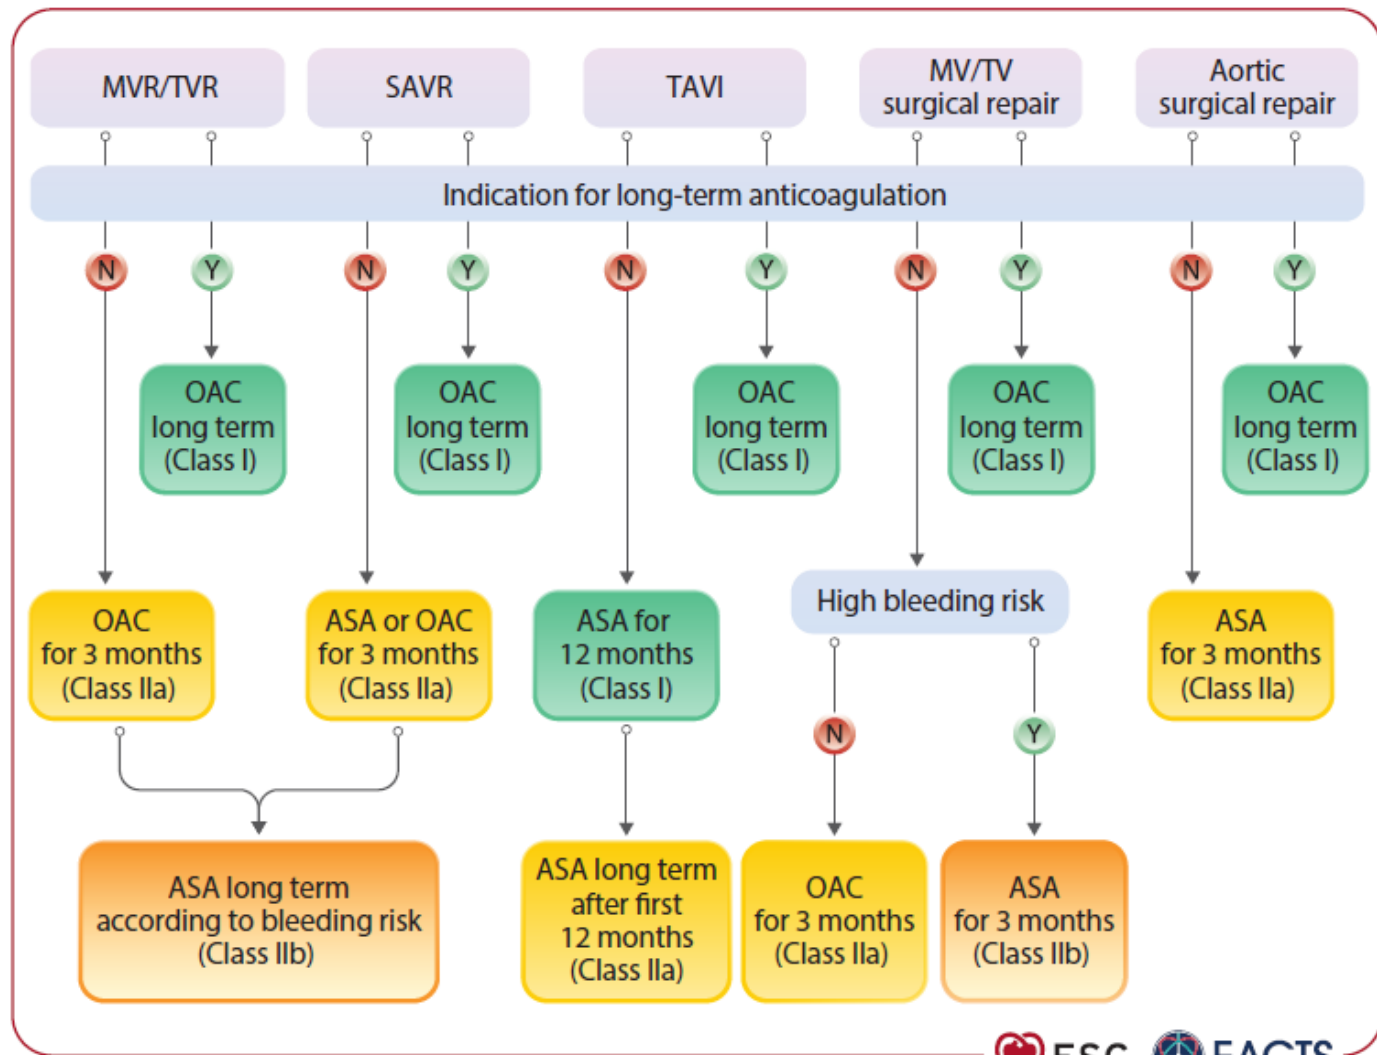 MVR/TVR
SAVR
TAVI
MV/TV
surgical repair
Aortic
surgical repair
Indication for long-term anticoagulation
N
Y
N
Y
N
Y
N
Y
N
Y
OAC
long term
(Class I)
OAC
long term
(Class I)
OAC
long term
(Class I)
OAC
long term
(Class I)
OAC
long term
(Class I)
OAC
for 3 months
(Class IIa)
ASA or OAC
for 3 months
(Class IIa)
ASA for
12 months
(Class I)
High bleeding risk
ASA
for 3 months
(Class IIa)
N
Y
ASA long term
according to bleeding risk
(Class IIb)
ASA long term
after first
12 months
(Class IIa)
OAC
for 3 months
(Class IIa)
ASA
for 3 months
(Class IIb)
ESC
EACTS